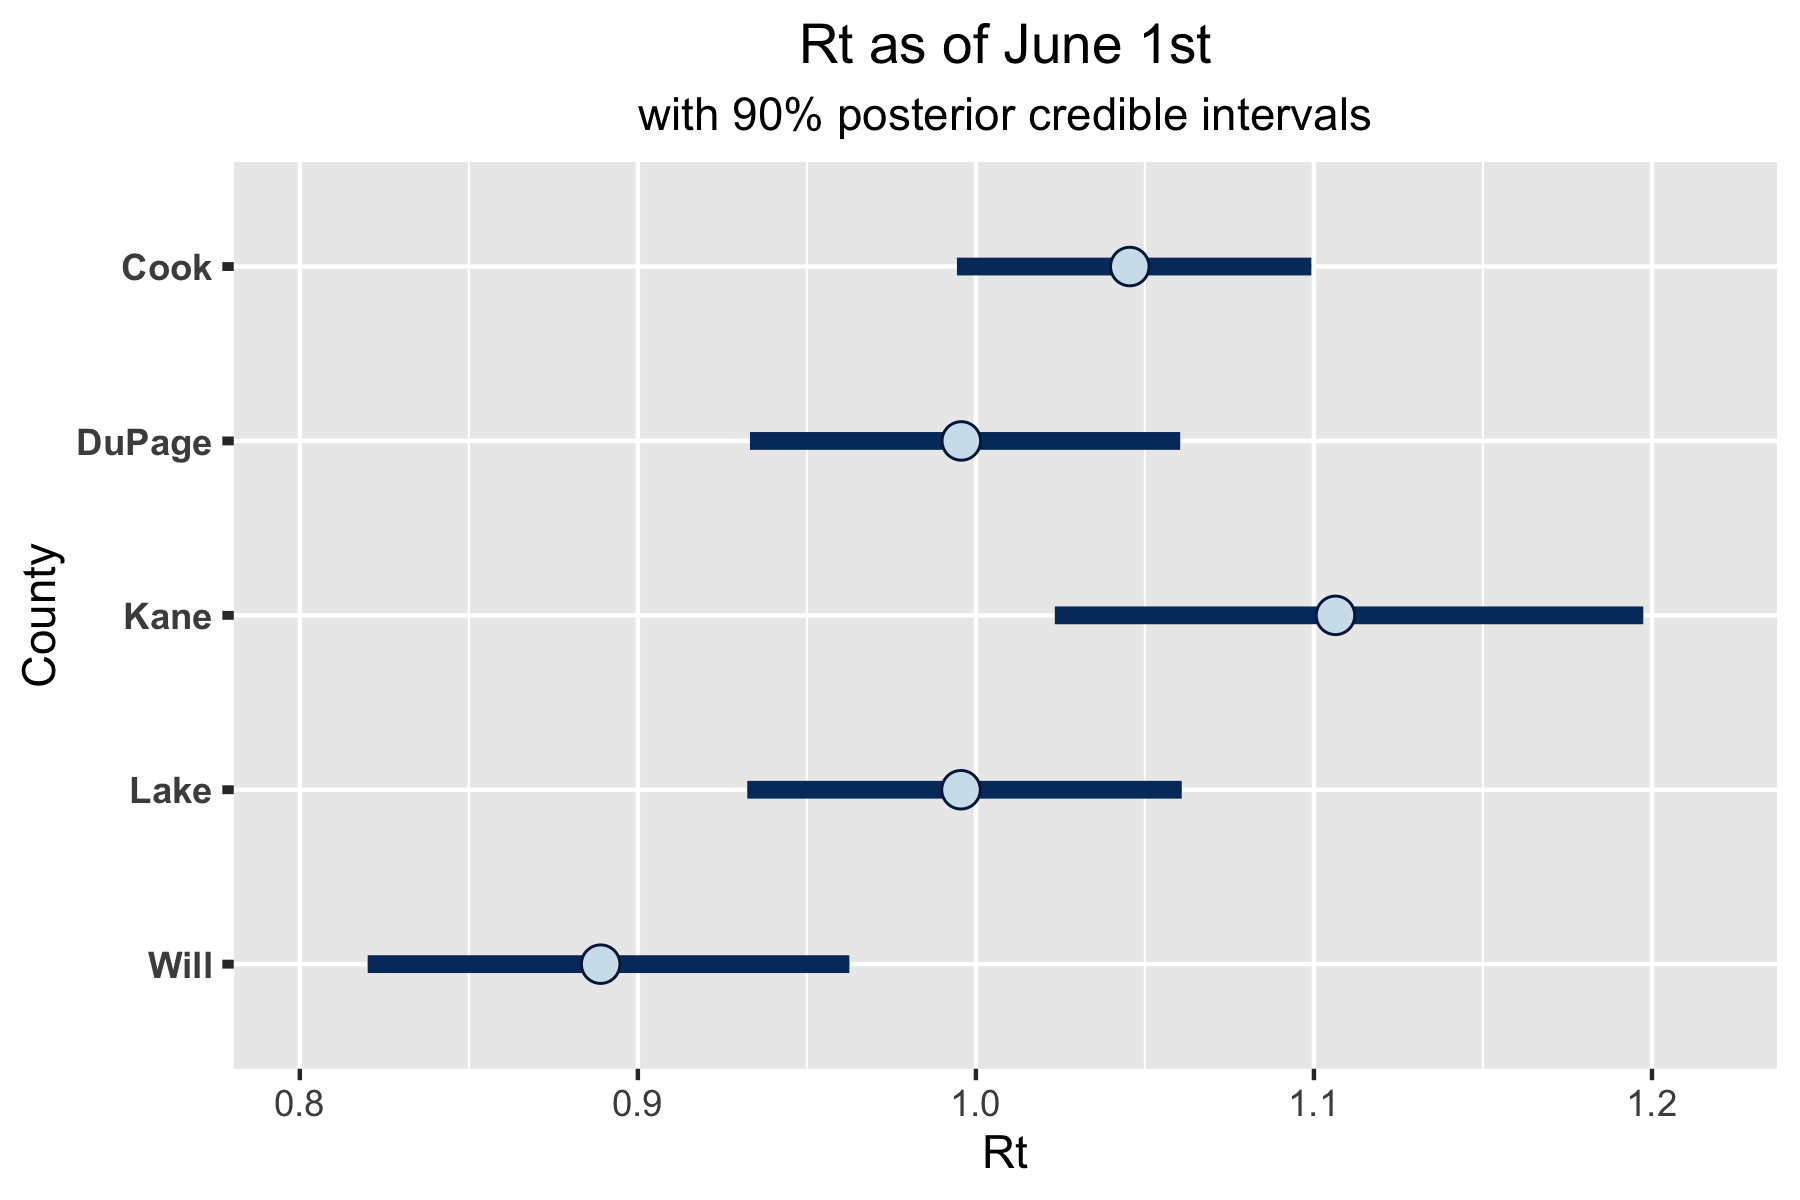 Rt as of June 1st
with 90% posterior credible intervals
County
Cook
DuPage
Kane
Lake
Will
0.8 0.9 1.0 1.1 1.2
Rt